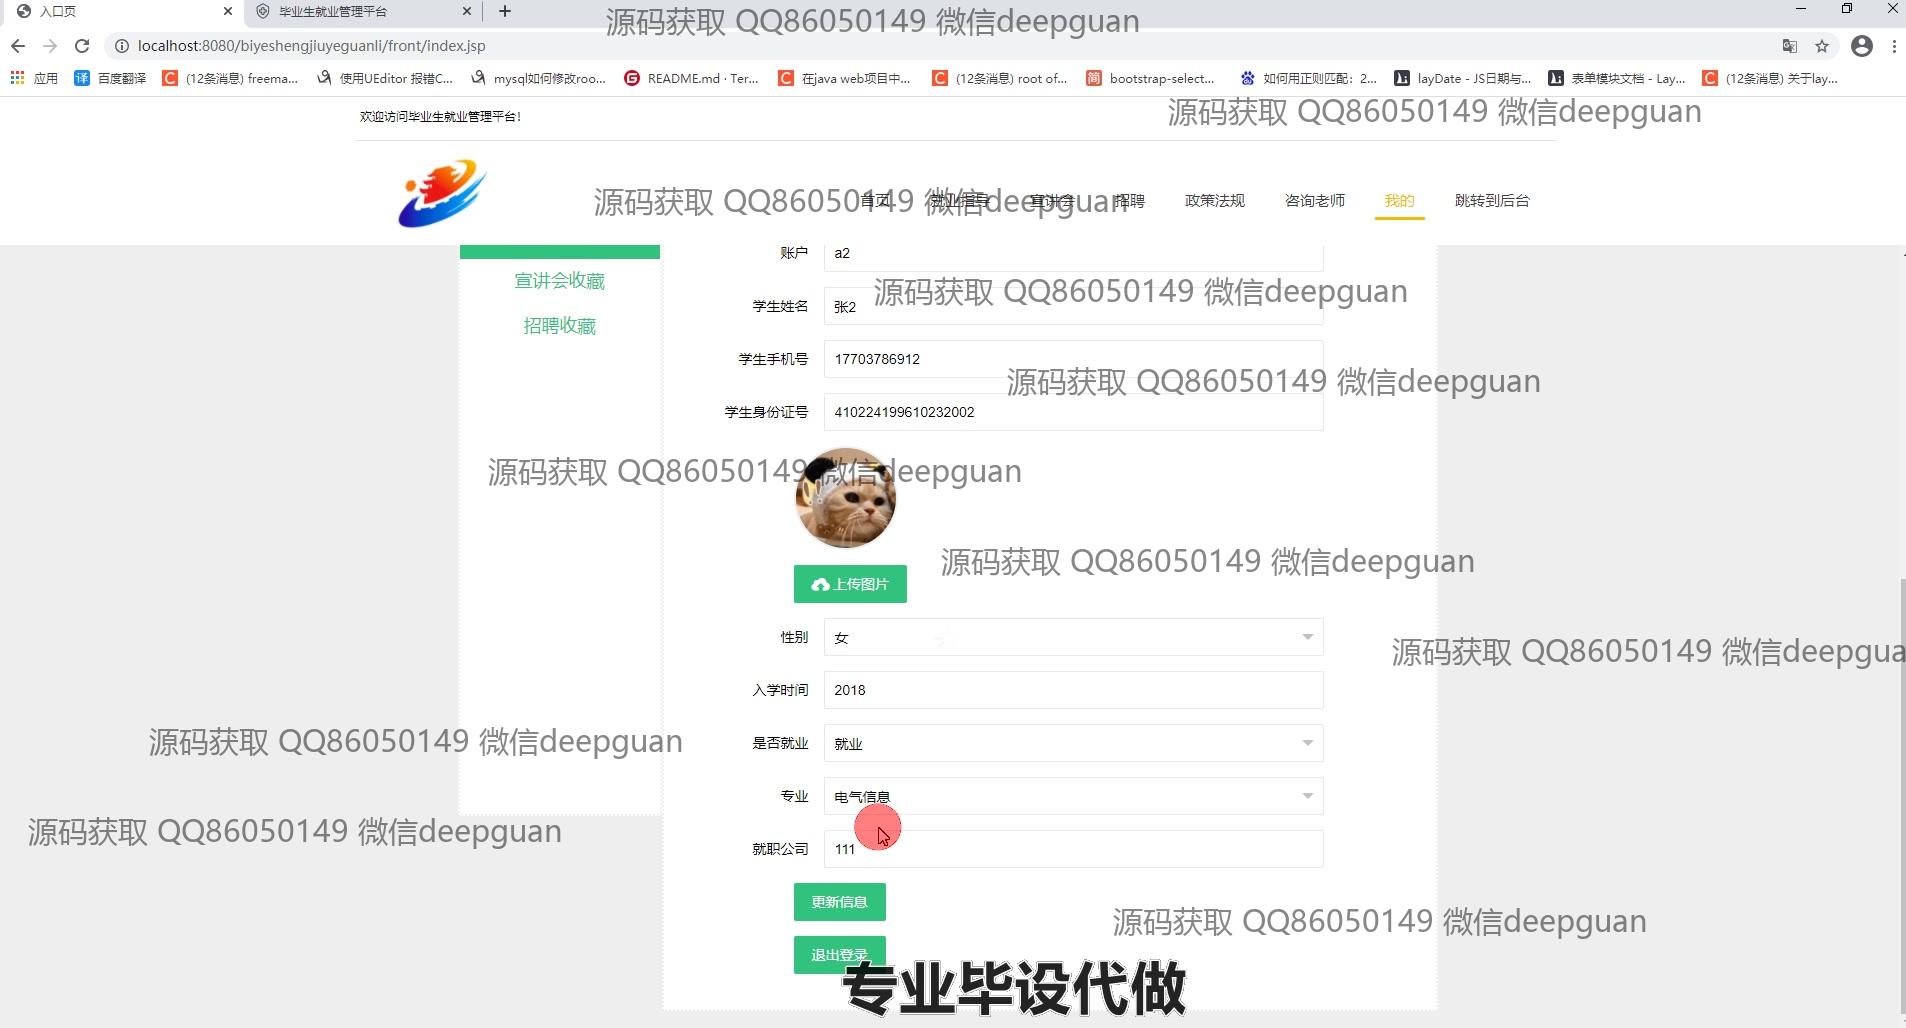 入口页
毕业生就业管理平台
源码获取 QQ86050149 微信deepguan
localhost:8080/biyeshengjiuyeguanli/front/index.jsp
应用
译 百度翻译
(12条消息) freema...
使用UEditor 报错C...
mysql如何修改roo...
README.md · Ter...
在java web项目中...
(12条消息) root of...
简 bootstrap-select...
如何用正则匹配：2...
layDate - JS日期与...
表单模块文档 - Lay...
(12条消息) 关于lay...
欢迎访问毕业生就业管理平台!
源码获取 QQ86050149 微信deepguan
源码获取 QQ86050149 微信deepguan
首页 就业指导 宣讲会 招聘 政策法规 咨询老师 我的 跳转到后台
账户 a2
宣讲会收藏
源码获取 QQ86050149 微信deepguan
学生姓名 张2
招聘收藏
学生手机号 17703786912
源码获取 QQ86050149 微信deepguan
学生身份证号 410224199610232002
源码获取 QQ86050149 微信deepguan
源码获取 QQ86050149 微信deepguan
上传图片
性别 女
源码获取 QQ86050149 微信deepgua
入学时间 2018
源码获取 QQ86050149 微信deepguan
是否就业 就业
专业 电气信息
源码获取 QQ86050149 微信deepguan
就职公司 111
更新信息
源码获取 QQ86050149 微信deepguan
退出登录
专业毕设代做